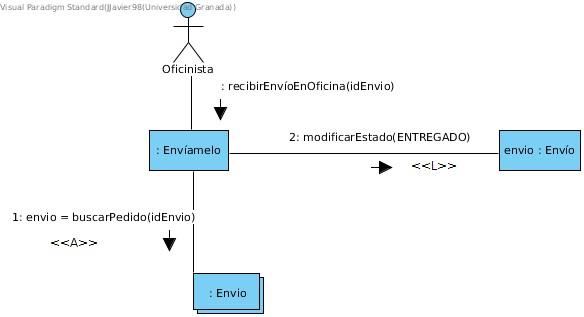 Visual Paradigm Standard(JJavier98(Universidad Granada))
Oficinista
: recibirEnvíoEnOficina(idEnvio)
: Envíamelo
2: modificarEstado(ENTREGADO)
<<L>>
envio : Envío
1: envio = buscarPedido(idEnvio)
<<A>>
: Envio